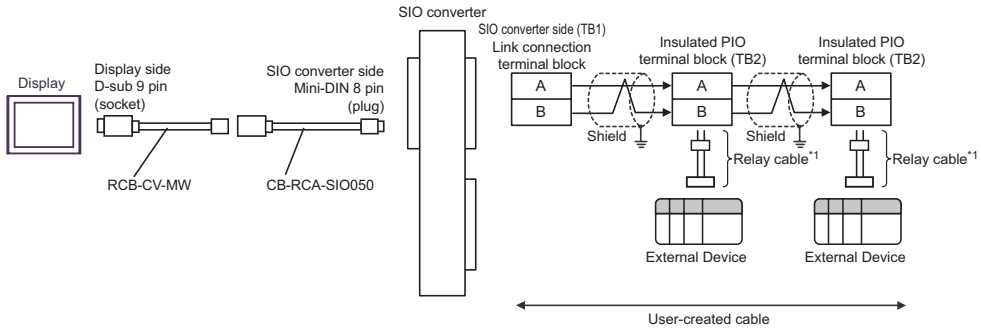 SIO converter
Display
Display side
D-sub 9 pin
(socket)
SIO converter side
Mini-DIN 8 pin
(plug)
RCB-CV-MW
CB-RCA-SIO050
SIO converter side (TB1)
Link connection
terminal block
A
B
Shield
Insulated PIO
terminal block (TB2)
A
B
Shield
Insulated PIO
terminal block (TB2)
A
B
Relay cable*1
Relay cable*1
External Device
External Device
User-created cable